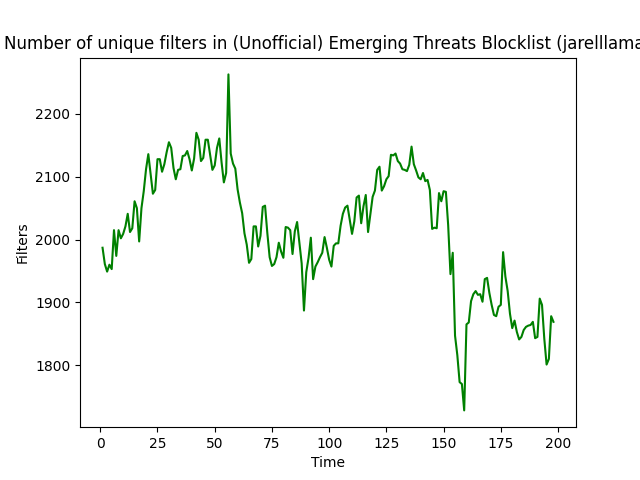 Number of unique filters in (Unofficial) Emerging Threats Blocklist (jarelllama
2200
2100
2000
1900
1800
Filters
0 25 50 75 100 125 150 175 200
Time